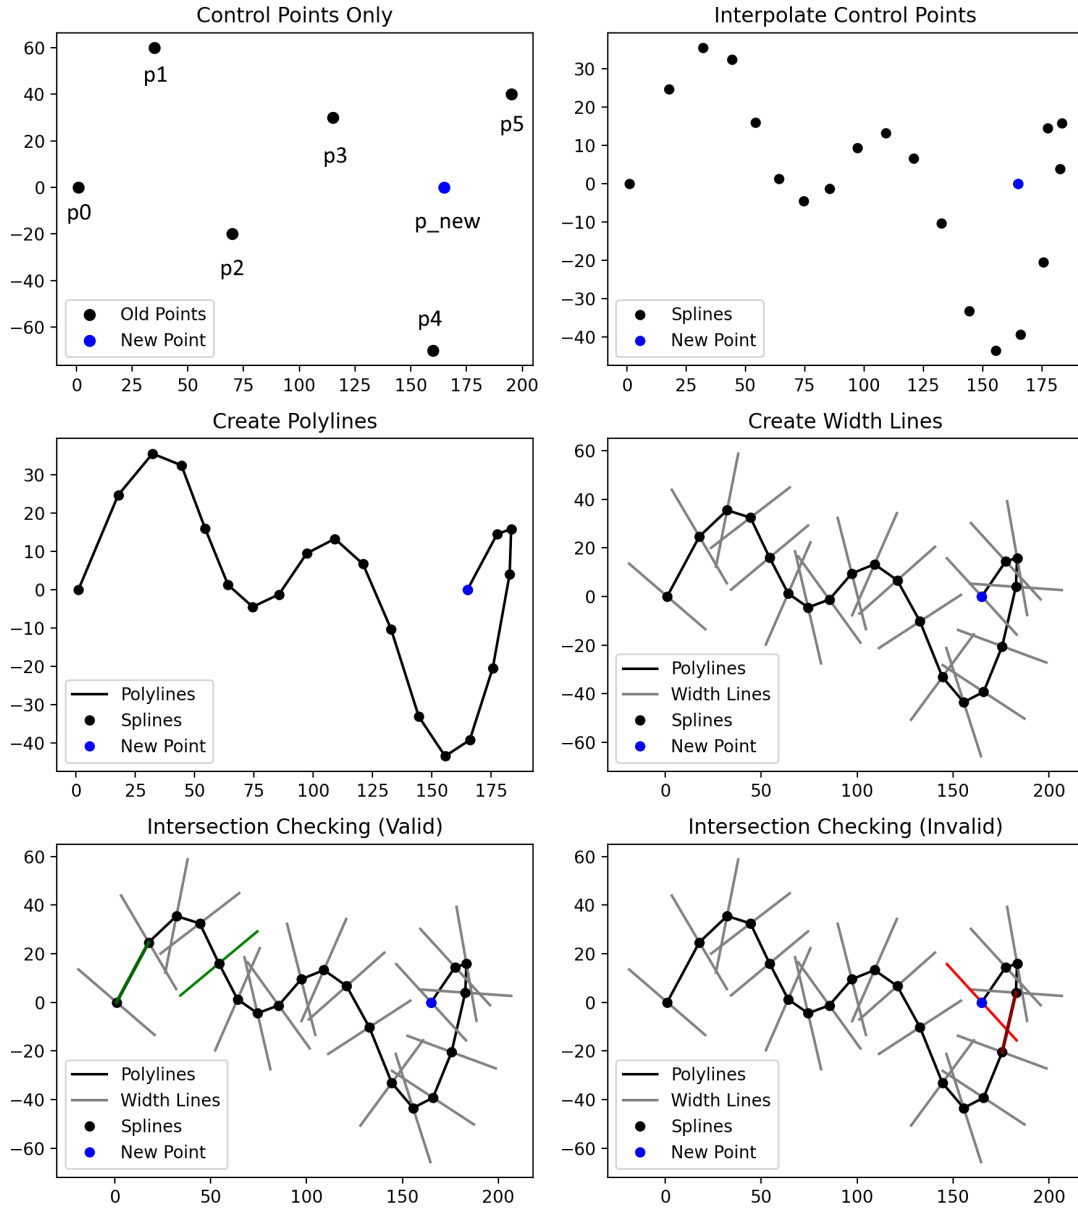 Control Points Only
60
40
20
0
−20
−40
−60
p0
p1
p2
p3
p4
p5
p_new
Old Points
New Point
0
25
50
75
100
125
150
175
200
Interpolate Control Points
30
20
10
0
−10
−20
−30
−40
Splines
New Point
0
25
50
75
100
125
150
175
Create Polylines
30
20
10
0
−10
−20
−30
−40
Polylines
Splines
New Point
0
25
50
75
100
125
150
175
Create Width Lines
60
40
20
0
−20
−40
−60
Polylines
Width Lines
Splines
New Point
0
50
100
150
200
Intersection Checking (Valid)
60
40
20
0
−20
−40
−60
Polylines
Width Lines
Splines
New Point
0
50
100
150
200
Intersection Checking (Invalid)
60
40
20
0
−20
−40
−60
Polylines
Width Lines
Splines
New Point
0
50
100
150
200